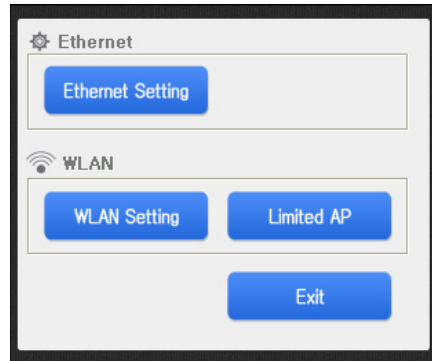 Ethernet
Ethernet Setting
WLAN
WLAN Setting Limited AP
Exit